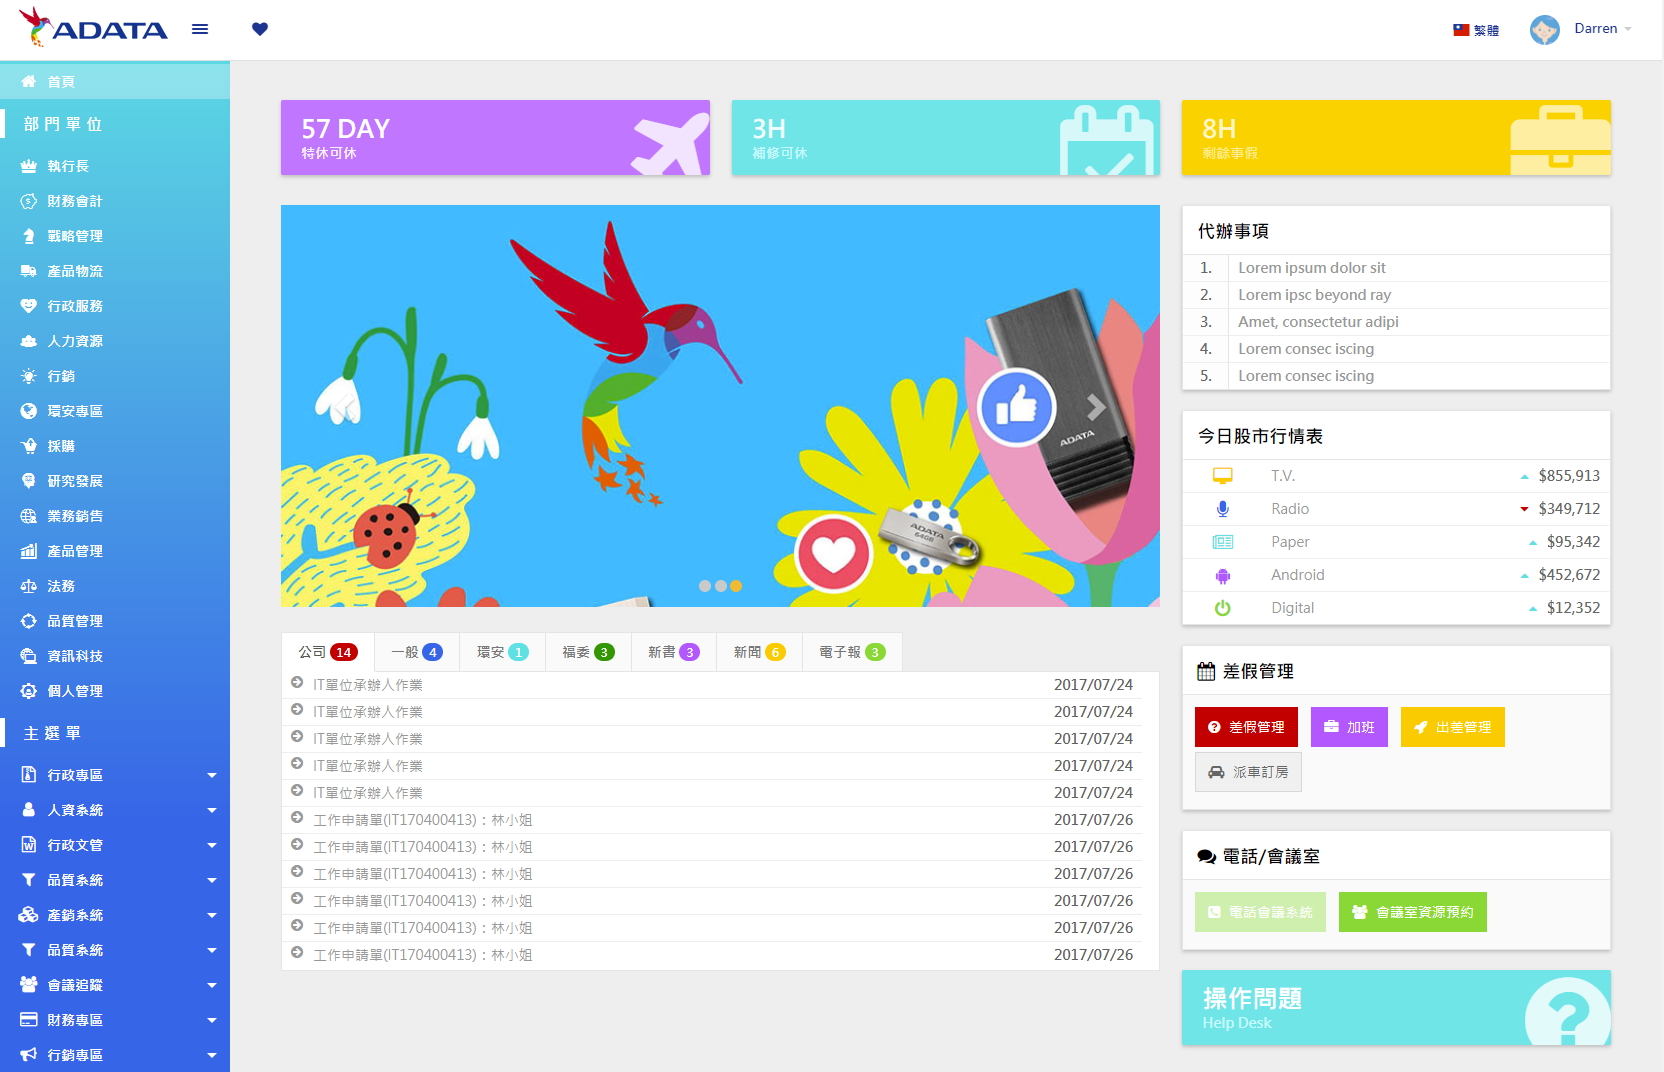 ADATA
繁體
Darren
首頁
部門單位
執行長
財務會計
戰略管理
產品物流
行政服務
人力資源
行銷
環安專區
採購
研究發展
業務銷售
產品管理
法務
品質管理
資訊科技
個人管理
主選單
行政專區
人資系統
行政文管
品質系統
產銷系統
品質系統
會議追蹤
財務專區
行銷專區
57 DAY
特休可休
3H
補修可休
8H
剩餘事假
ADATA
ADATA
64GB
代辦事項
1. Lorem ipsum dolor sit
2. Lorem ipsc beyond ray
3. Amet, consectetur adipi
4. Lorem consec iscing
5. Lorem consec iscing
今日股市行情表
T.V. $855,913
Radio $349,712
Paper $95,342
Android $452,672
Digital $12,352
公司 14 一般 4 環安 1 福委 3 新書 3 新聞 6 電子報 3
IT單位承辦人作業 2017/07/24
IT單位承辦人作業 2017/07/24
IT單位承辦人作業 2017/07/24
IT單位承辦人作業 2017/07/24
IT單位承辦人作業 2017/07/24
工作申請單(IT170400413)：林小姐 2017/07/26
工作申請單(IT170400413)：林小姐 2017/07/26
工作申請單(IT170400413)：林小姐 2017/07/26
工作申請單(IT170400413)：林小姐 2017/07/26
工作申請單(IT170400413)：林小姐 2017/07/26
工作申請單(IT170400413)：林小姐 2017/07/26
差假管理
差假管理 加班 出差管理
派車訂房
電話/會議室
電話會議系統 會議室資源預約
操作問題
Help Desk